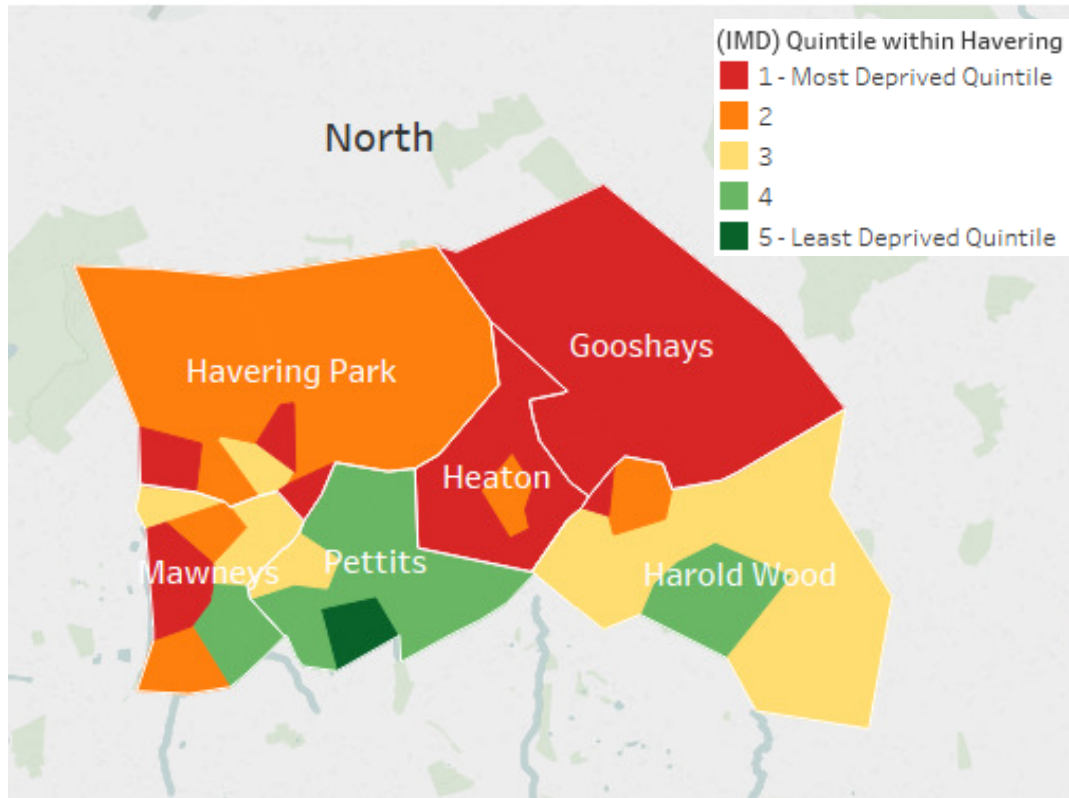 (IMD) Quintile within Havering
1 - Most Deprived Quintile
2
3
4
5 - Least Deprived Quintile
North
Gooshays
Havering Park
Heaton
Pettits
Mawneys
Harold Wood